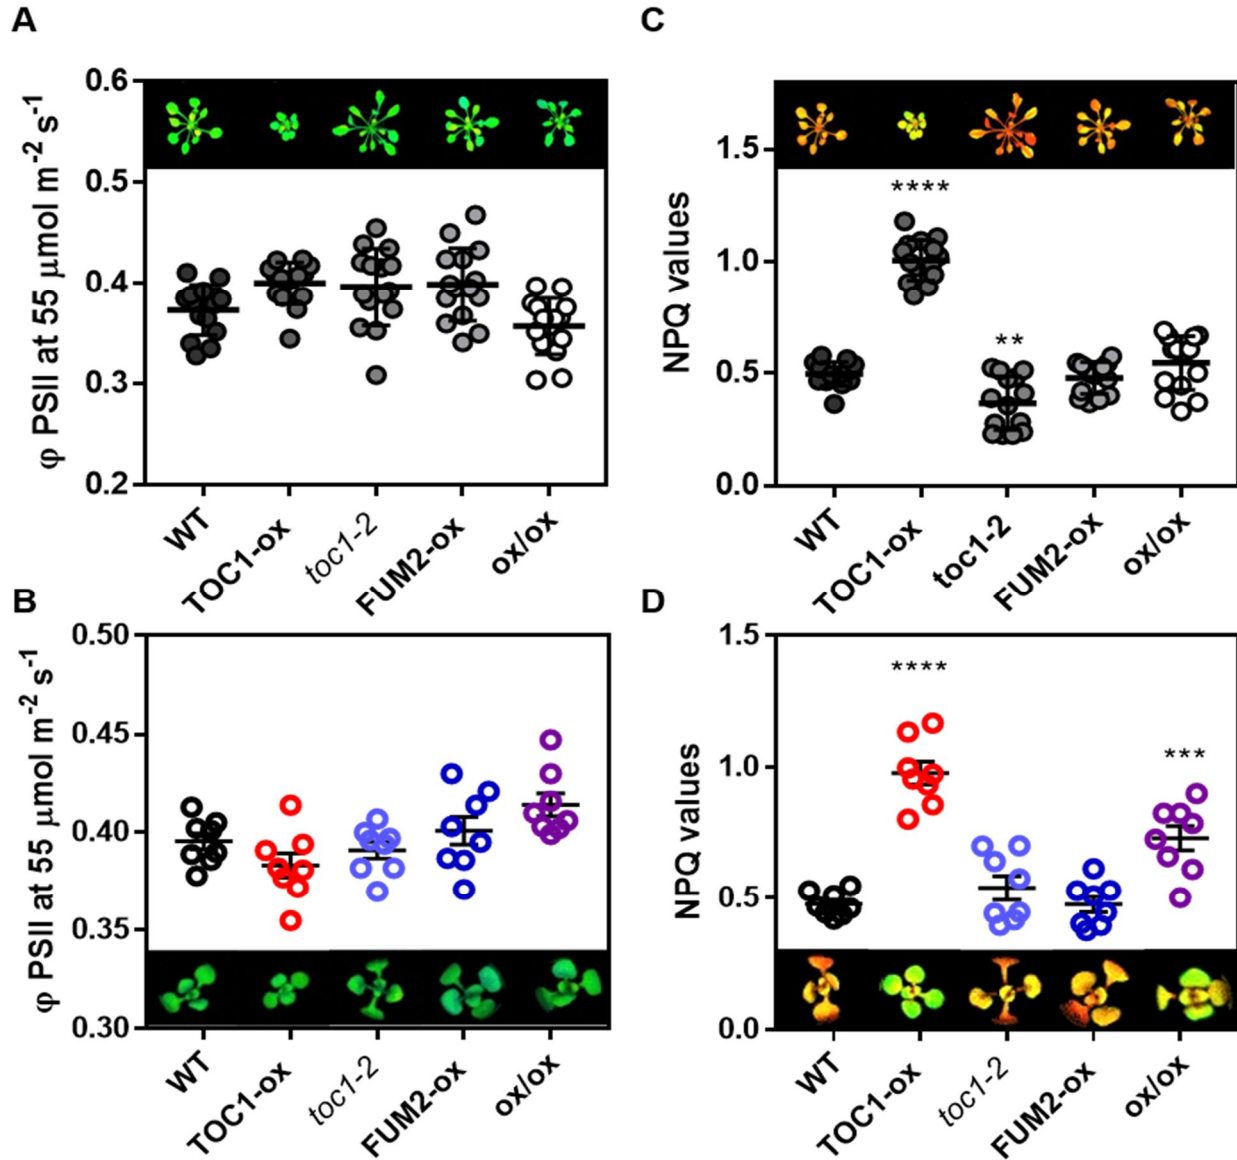 A
φ PSII at 55 μmol m⁻² s⁻¹
0.6
0.5
0.4
0.3
0.2
WT
TOC1-ox
toc1-2
FUM2-ox
ox/ox
C
NPQ values
1.5
1.0
0.5
0.0
****
**
WT
TOC1-ox
toc1-2
FUM2-ox
ox/ox
B
φ PSII at 55 μmol m⁻² s⁻¹
0.50
0.45
0.40
0.35
0.30
WT
TOC1-ox
toc1-2
FUM2-ox
ox/ox
D
NPQ values
1.5
1.0
0.5
0.0
****
***
WT
TOC1-ox
toc1-2
FUM2-ox
ox/ox